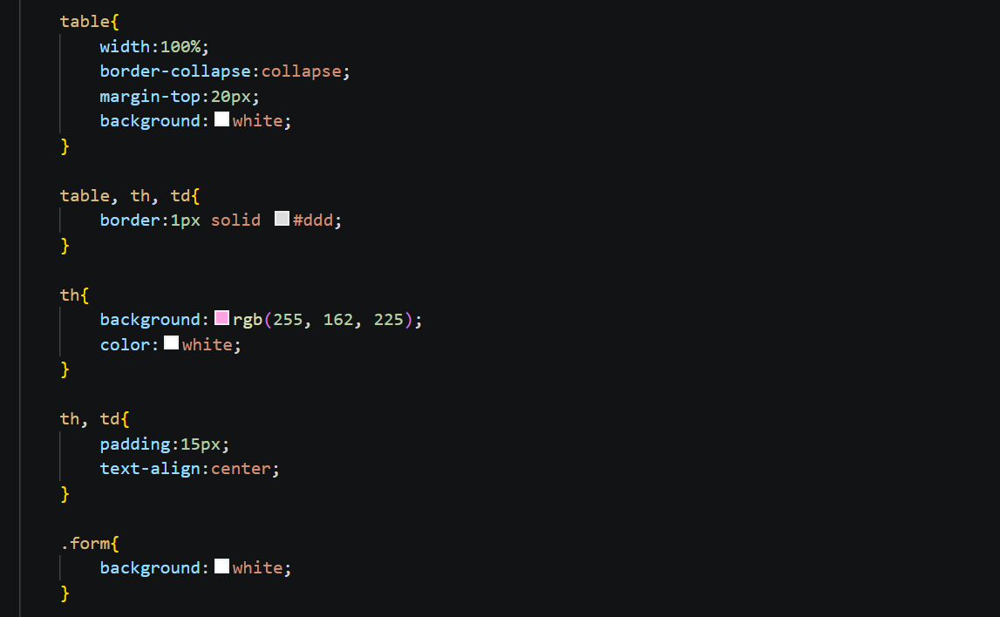 table{
    width:100%;
    border-collapse:collapse;
    margin-top:20px;
    background:white;
}

table, th, td{
    border:1px solid #ddd;
}

th{
    background:rgb(255, 162, 225);
    color:white;
}

th, td{
    padding:15px;
    text-align:center;
}

.form{
    background:white;
}